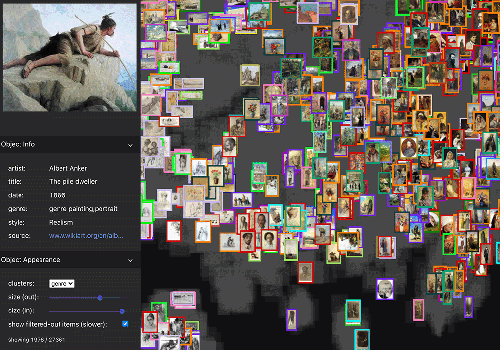 Object Info
artist: Albert Anker
title: The pile dweller
date: 1886
genre: genre painting,portrait
style: Realism
source: www.wikiart.org/en/alb...
Object Appearance
clusters: genre
size (out):
size (in):
show filtered-out items (slower):
showing 1976 / 27361